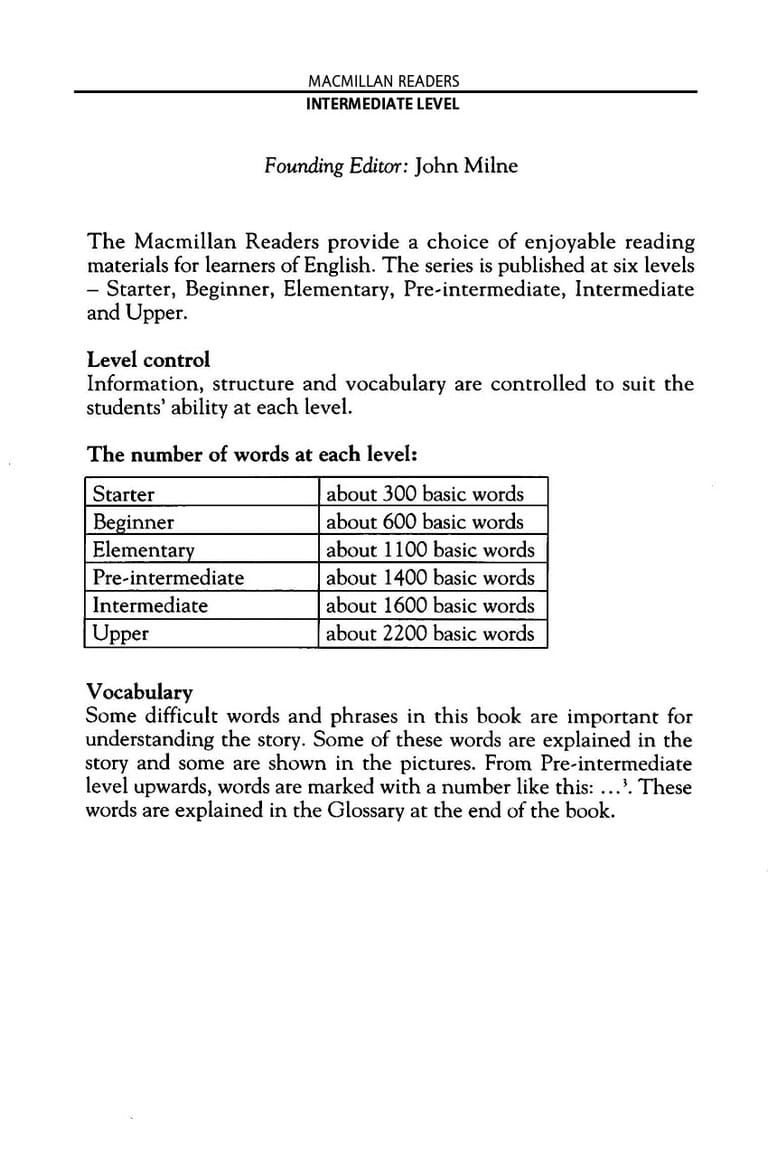 MACMILLAN READERS
INTERMEDIATE LEVEL
Founding Editor: John Milne
The Macmillan Readers provide a choice of enjoyable reading
materials for learners of English. The series is published at six levels
– Starter, Beginner, Elementary, Pre-intermediate, Intermediate
and Upper.
Level control
Information, structure and vocabulary are controlled to suit the
students' ability at each level.
The number of words at each level:
Starter about 300 basic words
Beginner about 600 basic words
Elementary about 1100 basic words
Pre-intermediate about 1400 basic words
Intermediate about 1600 basic words
Upper about 2200 basic words
Vocabulary
Some difficult words and phrases in this book are important for
understanding the story. Some of these words are explained in the
story and some are shown in the pictures. From Pre-intermediate
level upwards, words are marked with a number like this: ...³. These
words are explained in the Glossary at the end of the book.